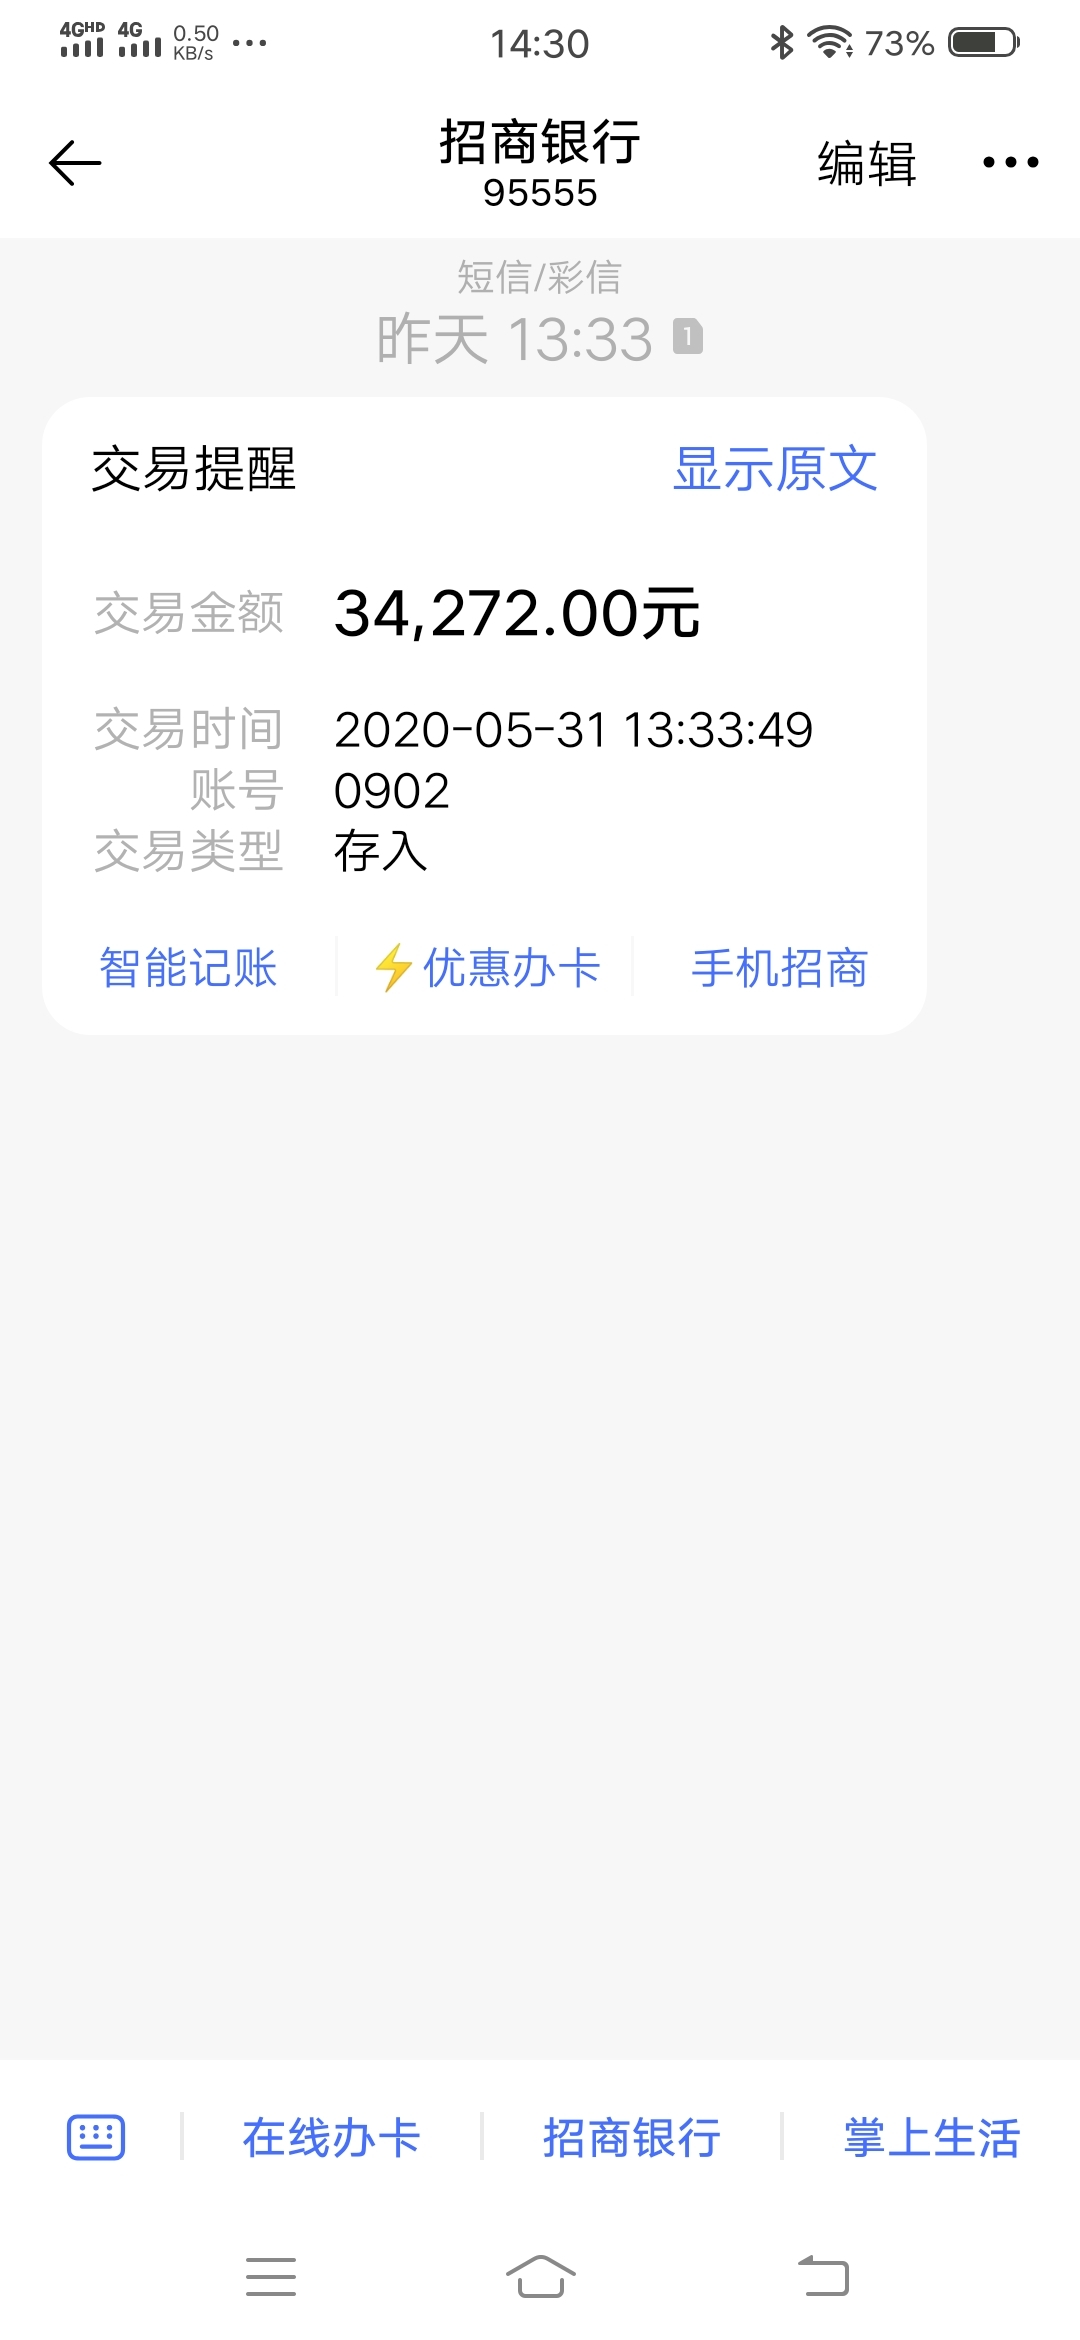 4GHD 4G 0.50 KB/s ... 14:30 73%
招商银行
95555
编辑
短信/彩信
昨天 13:33 1
交易提醒 显示原文
交易金额 34,272.00元
交易时间 2020-05-31 13:33:49
账号 0902
交易类型 存入
智能记账 优惠办卡 手机招商
在线办卡 招商银行 掌上生活